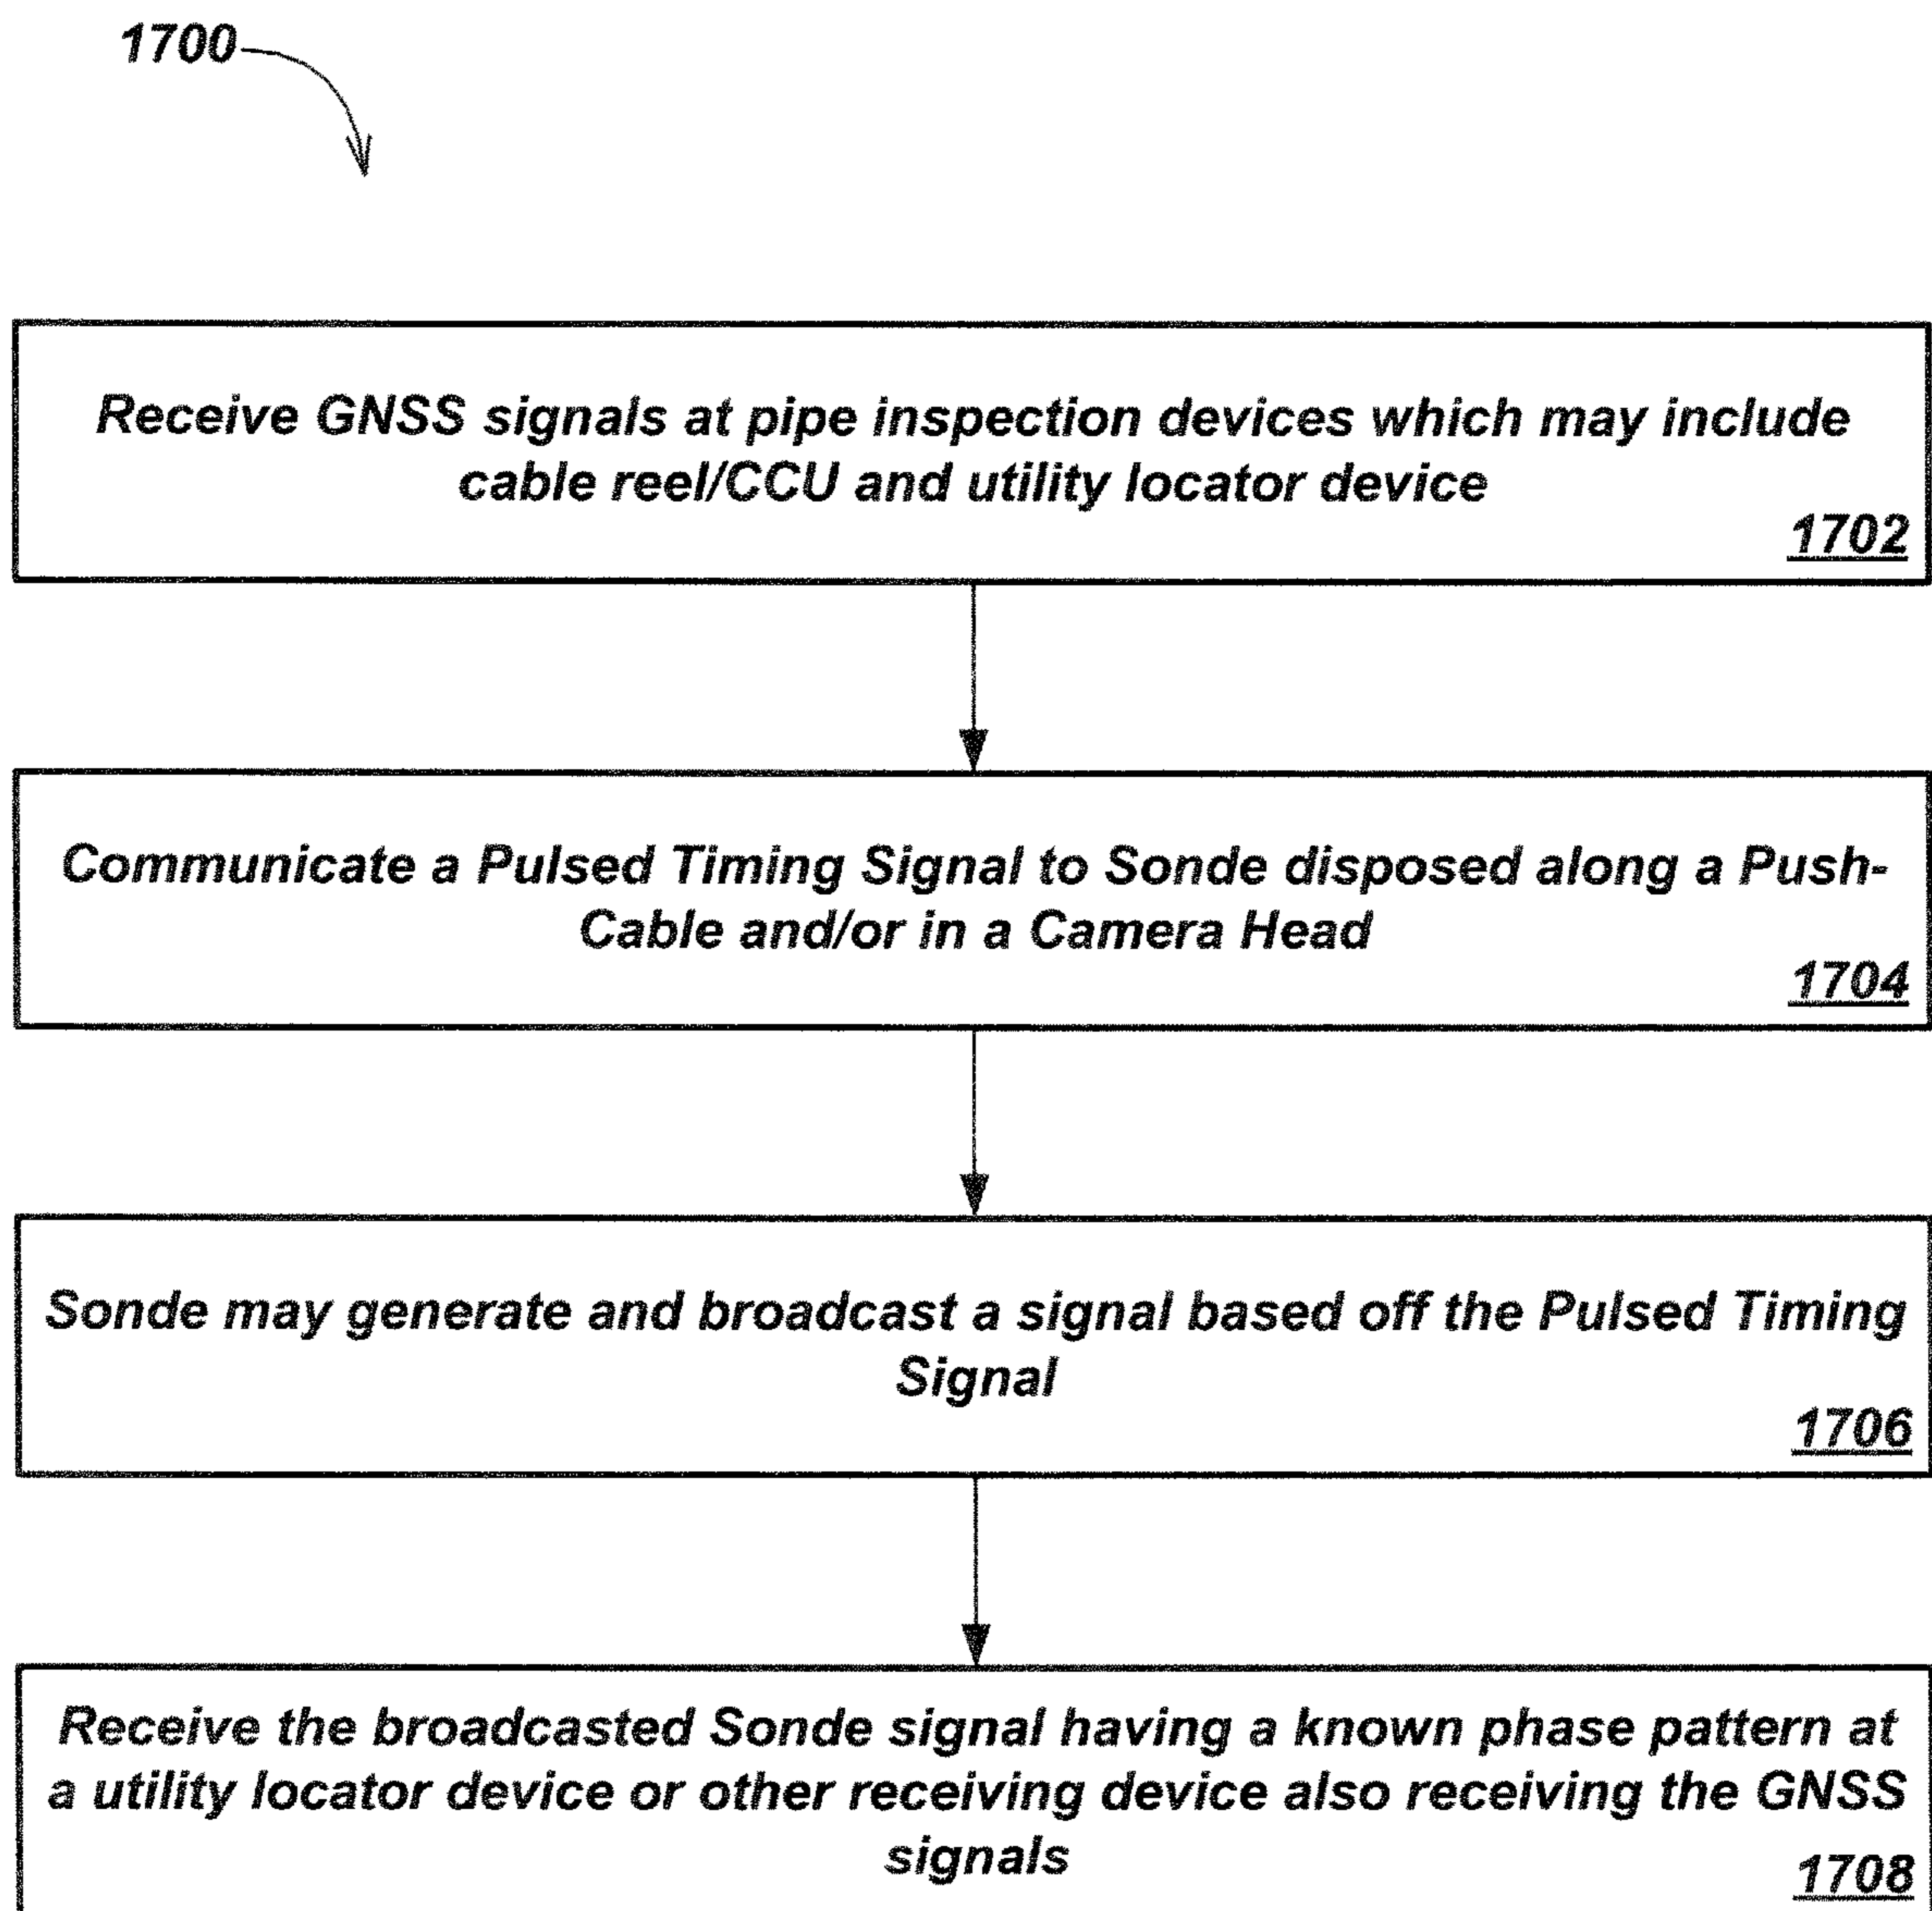 1700
Receive GNSS signals at pipe inspection devices which may include
cable reel/CCU and utility locator device
1702
Communicate a Pulsed Timing Signal to Sonde disposed along a Push-
Cable and/or in a Camera Head
1704
Sonde may generate and broadcast a signal based off the Pulsed Timing
Signal
1706
Receive the broadcasted Sonde signal having a known phase pattern at
a utility locator device or other receiving device also receiving the GNSS
signals
1708